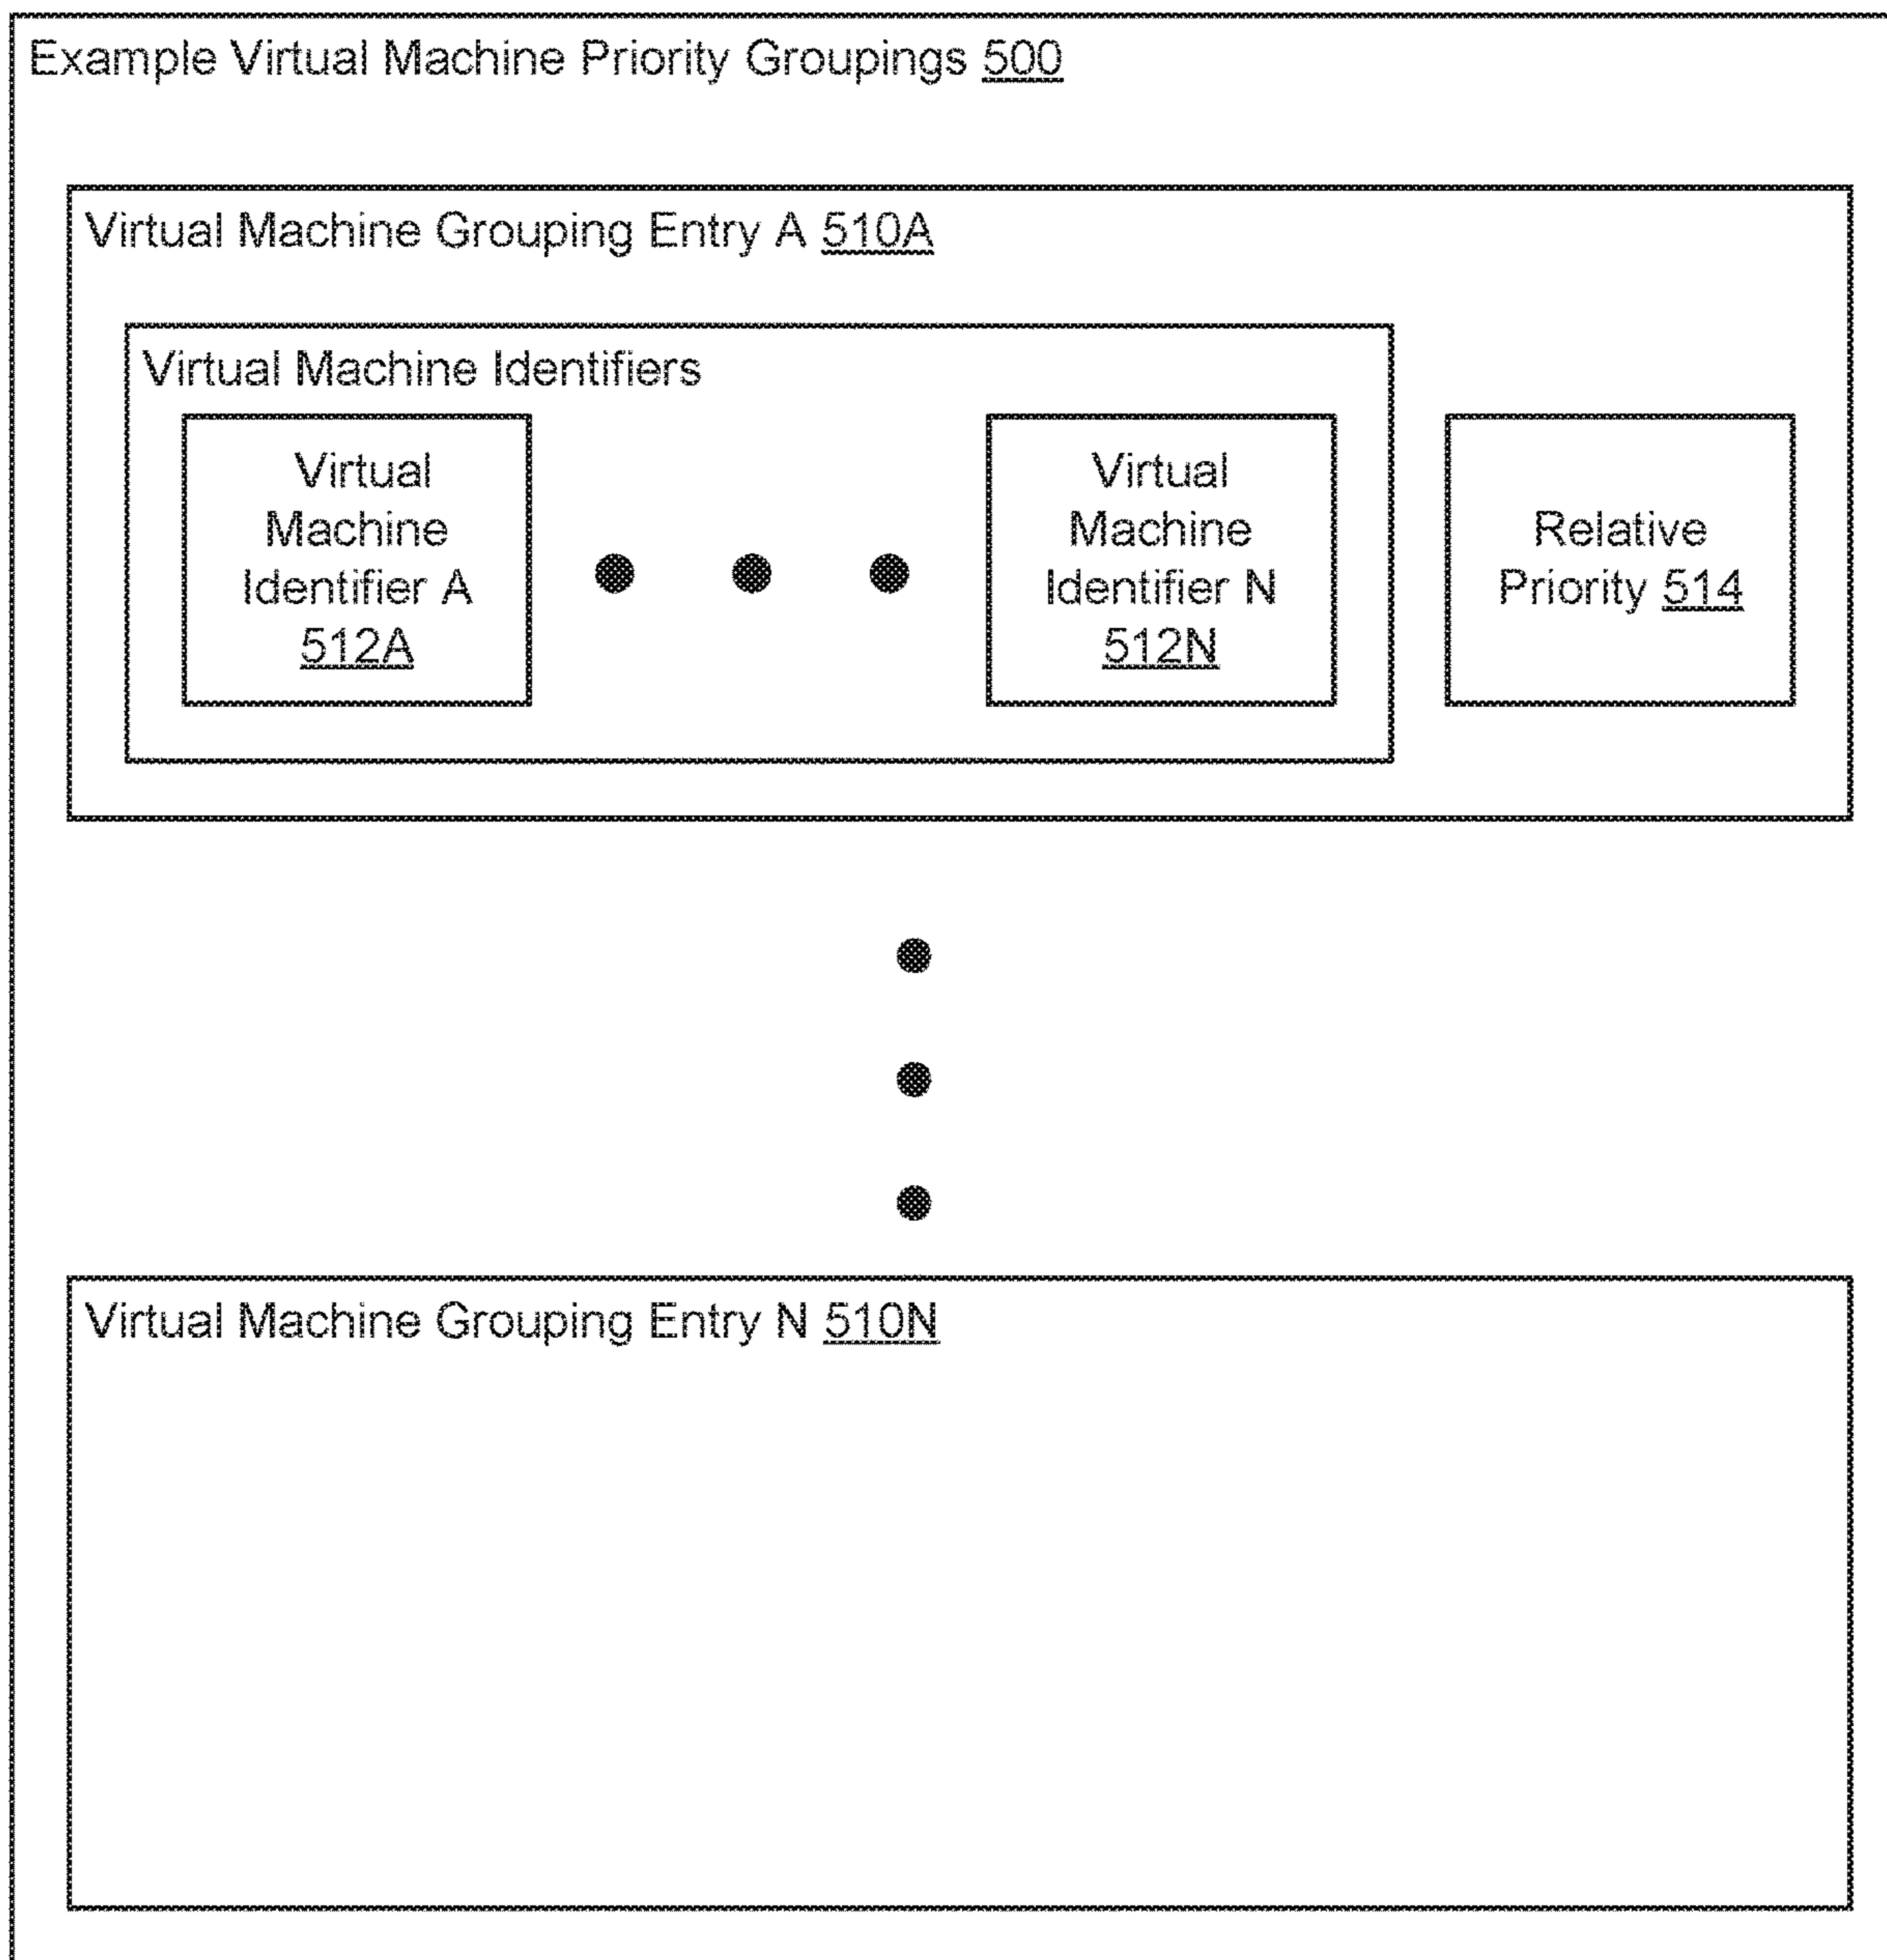 Example Virtual Machine Priority Groupings 500
Virtual Machine Grouping Entry A 510A
Virtual Machine Identifiers
Virtual
Machine
Identifier A
512A
Virtual
Machine
Identifier N
512N
Relative
Priority 514
Virtual Machine Grouping Entry N 510N